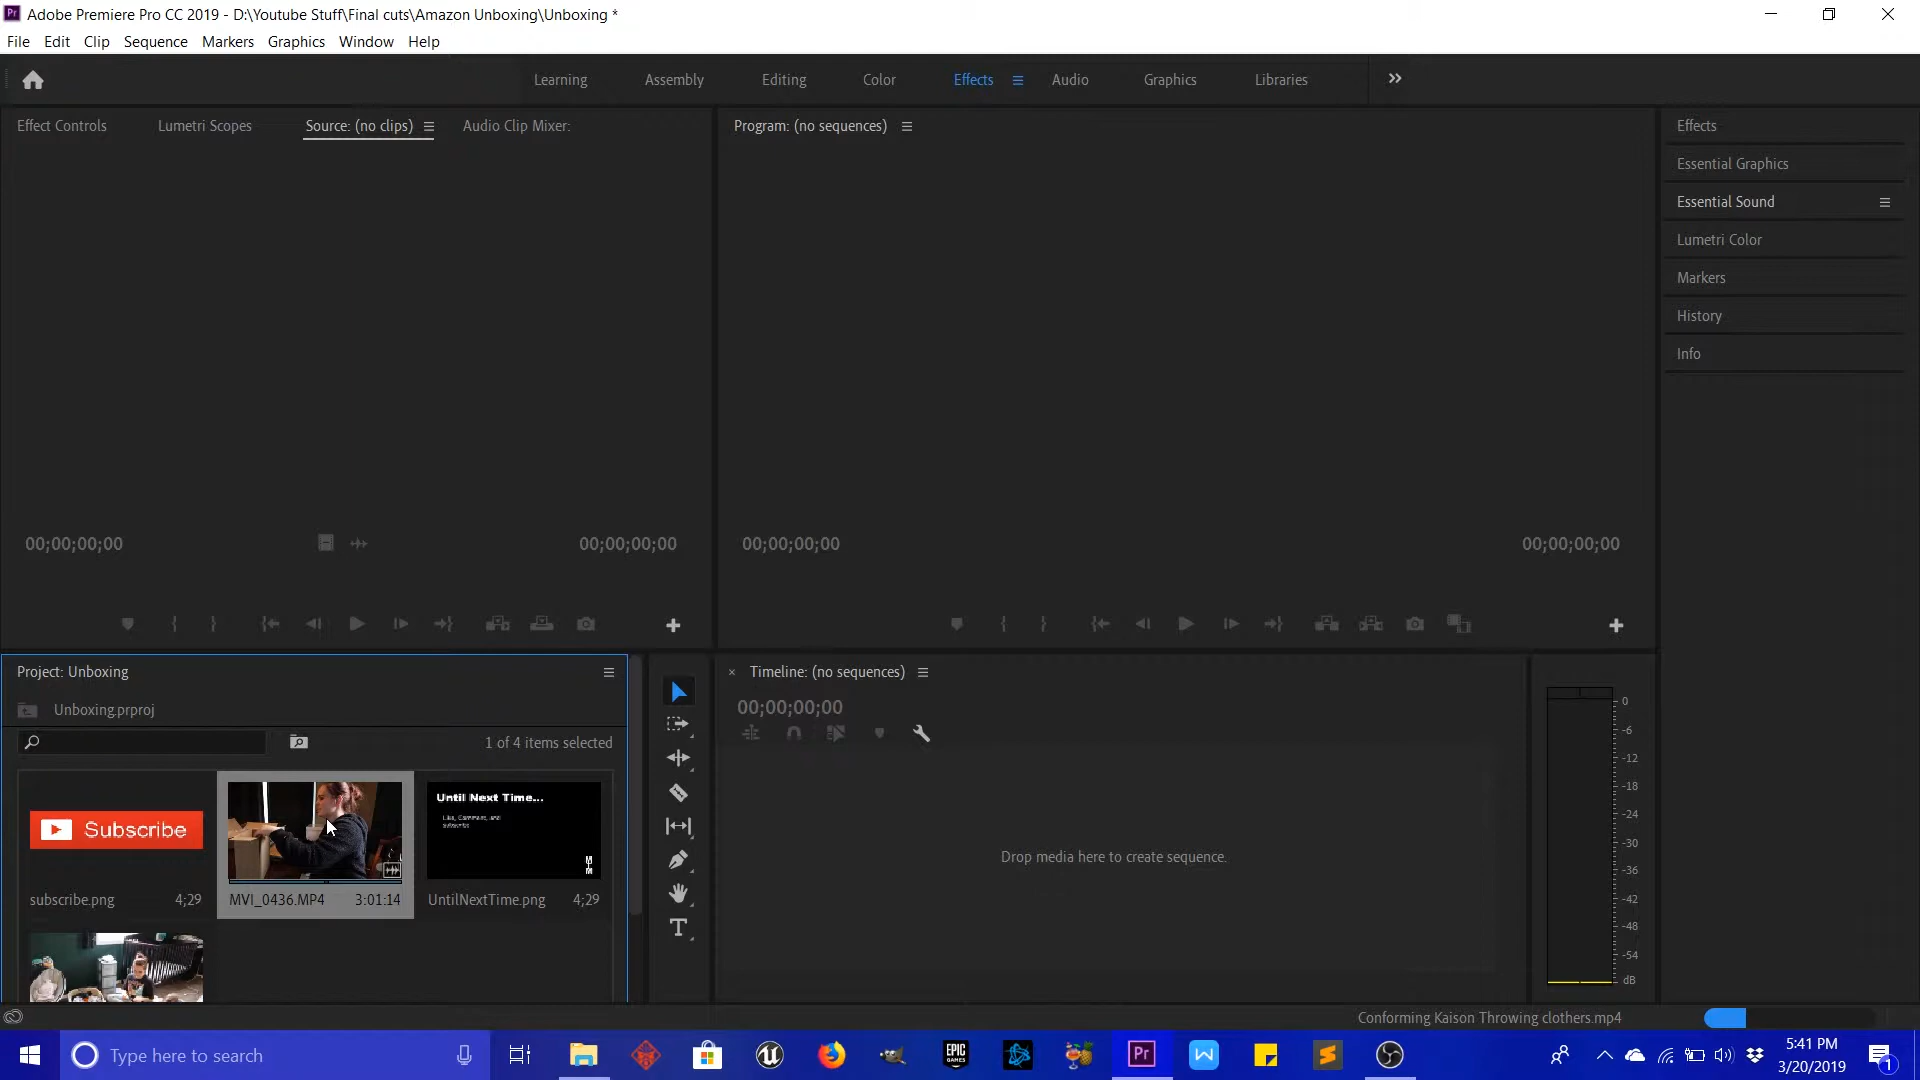 Adobe Premiere Pro CC 2019 - D:\Youtube Stuff\Final cuts\Amazon Unboxing\Unboxing *
File Edit Clip Sequence Markers Graphics Window Help
Learning Assembly Editing Color Effects Audio Graphics Libraries
Effect Controls Lumetri Scopes Source: (no clips) Audio Clip Mixer:
Program: (no sequences)
Effects
Essential Graphics
Essential Sound
Lumetri Color
Markers
History
Info
00;00;00;00 00;00;00;00
00;00;00;00 00;00;00;00
Project: Unboxing
Unboxing.prproj
1 of 4 items selected
Subscribe
subscribe.png 4;29
MVI_0436.MP4 3:01:14
Until Next Time...
Like, Comment, and
subscribe
UntilNextTime.png 4;29
Timeline: (no sequences)
00;00;00;00
Drop media here to create sequence.
0
-6
-12
-18
-24
-30
-36
-42
-48
-54
dB
Conforming Kaison Throwing clothers.mp4
Type here to search
EPIC
GAMES
Pr
5:41 PM
3/20/2019
1